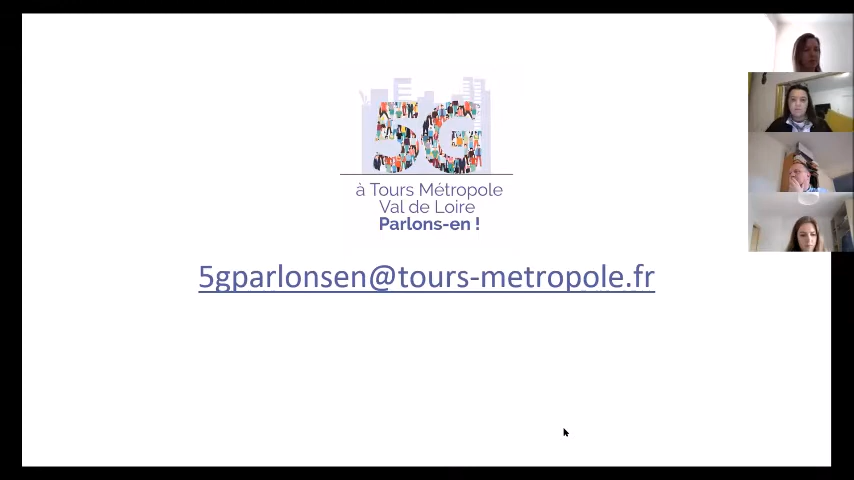 5G
à Tours Métropole
Val de Loire
Parlons-en !
5gparlonsen@tours-metropole.fr